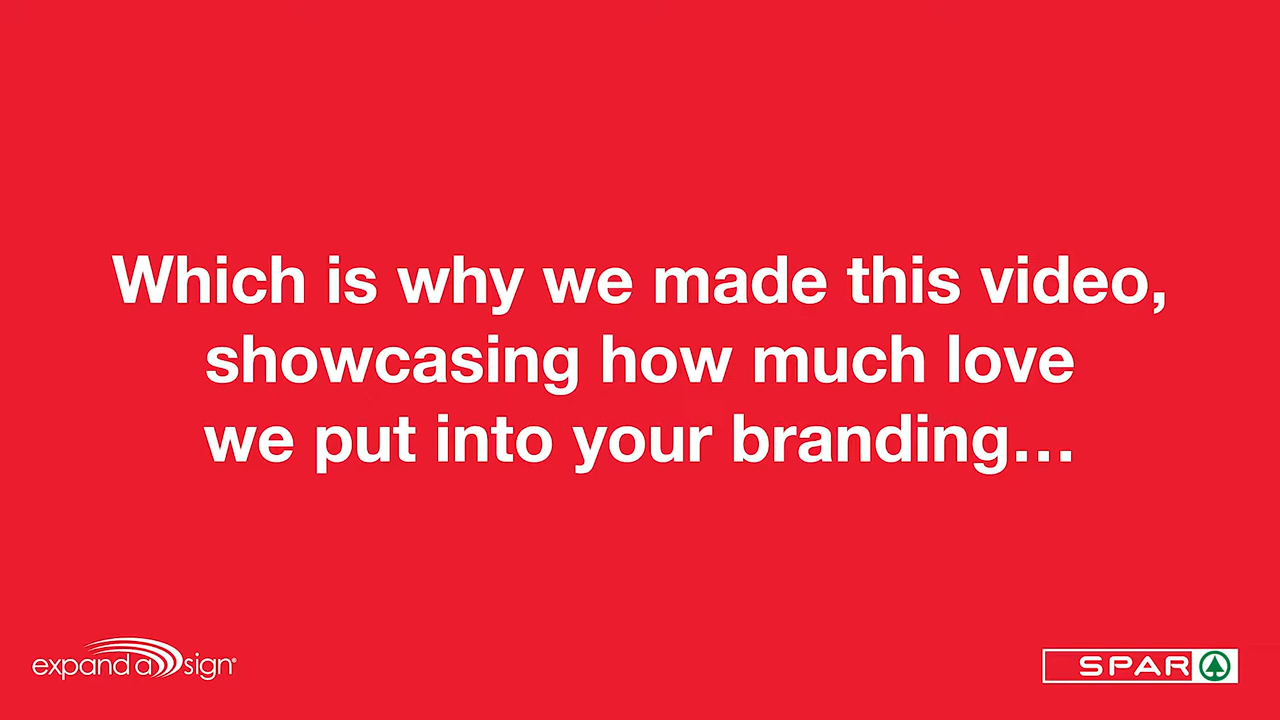 Which is why we made this video,
showcasing how much love
we put into your branding...
expand a sign®
SPAR